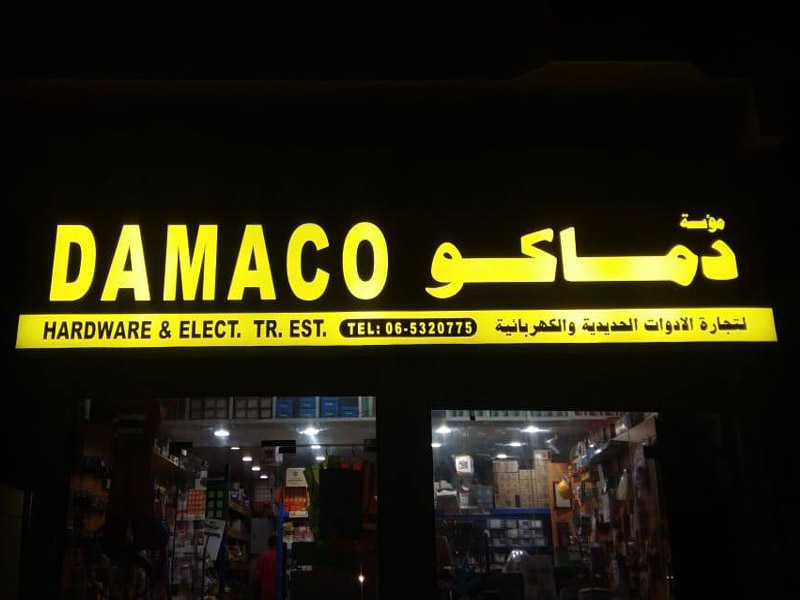 مؤسسة
DAMACO دماكو
HARDWARE & ELECT. TR. EST. TEL: 06-5320775 لتجارة الادوات الحديدية والكهربائية